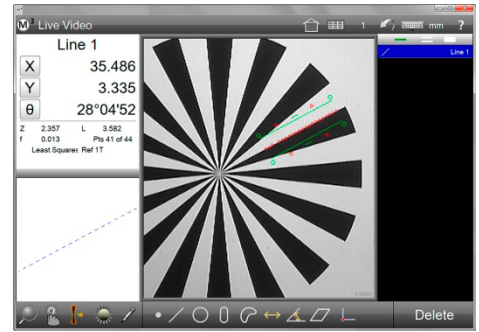 M³ Live Video
1
mm
?
Line 1
X 35.486
Y 3.335
θ 28°04'52
Z 2.357 L 3.582
f 0.013 Pts 41 of 44
Least Squares Ref 1T
Line 1
Delete